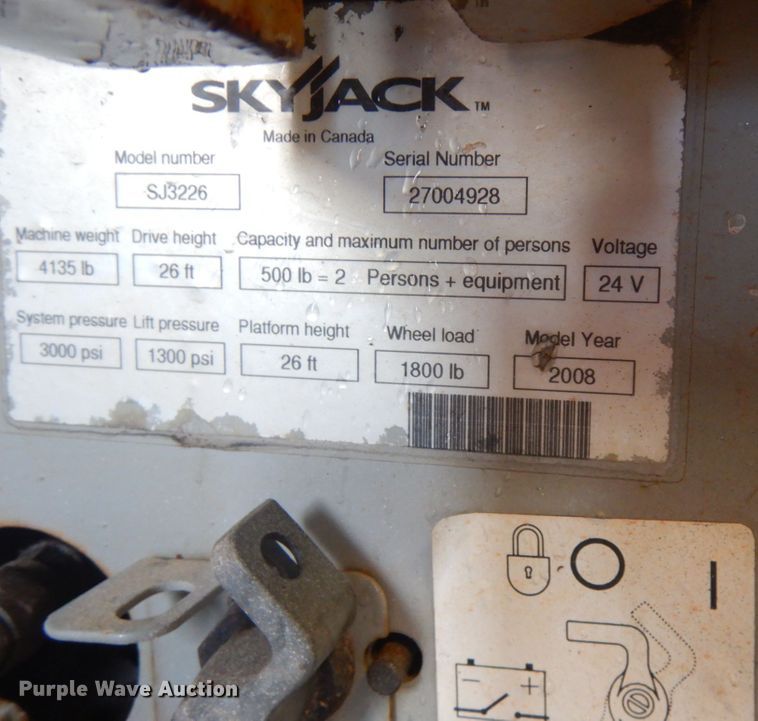 SKYJACK™
Made in Canada
Model number Serial Number
SJ3226 27004928
Machine weight Drive height Capacity and maximum number of persons Voltage
4135 lb 26 ft 500 lb = 2 Persons + equipment 24 V
System pressure Lift pressure Platform height Wheel load Model Year
3000 psi 1300 psi 26 ft 1800 lb 2008
- +
Purple Wave Auction